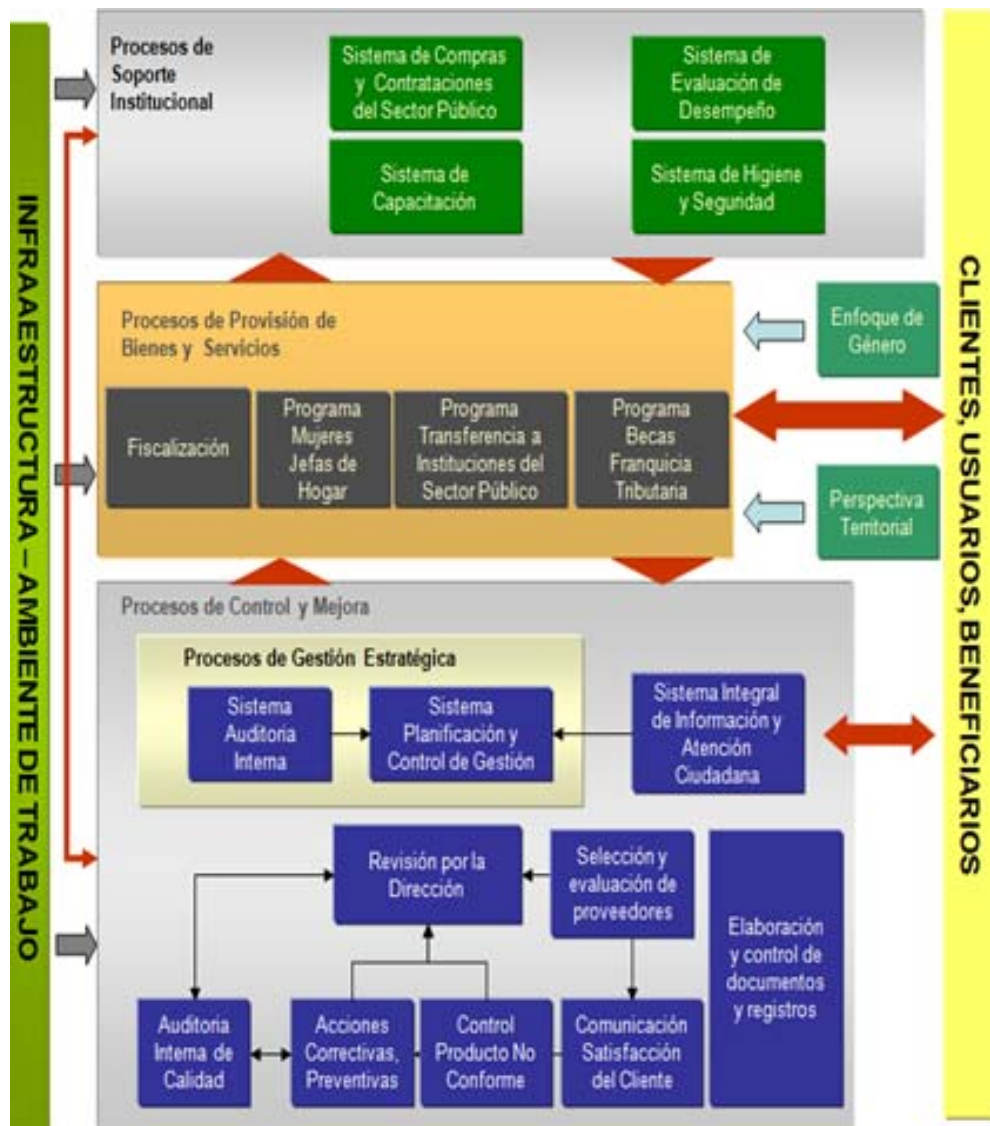 INFRAESTRUCTURA – AMBIENTE DE TRABAJO
Procesos de
Soporte
Institucional
Sistema de Compras
y Contrataciones
del Sector Público
Sistema de
Evaluación de
Desempeño
Sistema de
Capacitación
Sistema de Higiene
y Seguridad
Procesos de Provisión de
Bienes y Servicios
Fiscalización
Programa
Mujeres
Jefas de
Hogar
Programa
Transferencia a
Instituciones del
Sector Público
Programa
Becas
Franquicia
Tributaria
Enfoque de
Género
Perspectiva
Territorial
Procesos de Control y Mejora
Procesos de Gestión Estratégica
Sistema
Auditoria
Interna
Sistema
Planificación y
Control de Gestión
Sistema Integral
de Información y
Atención
Ciudadana
Revisión por la
Dirección
Selección y
evaluación de
proveedores
Elaboración
y control de
documentos
y registros
Auditoria
Interna de
Calidad
Acciones
Correctivas,
Preventivas
Control
Producto No
Conforme
Comunicación
Satisfacción
del Cliente
CLIENTES, USUARIOS, BENEFICIARIOS